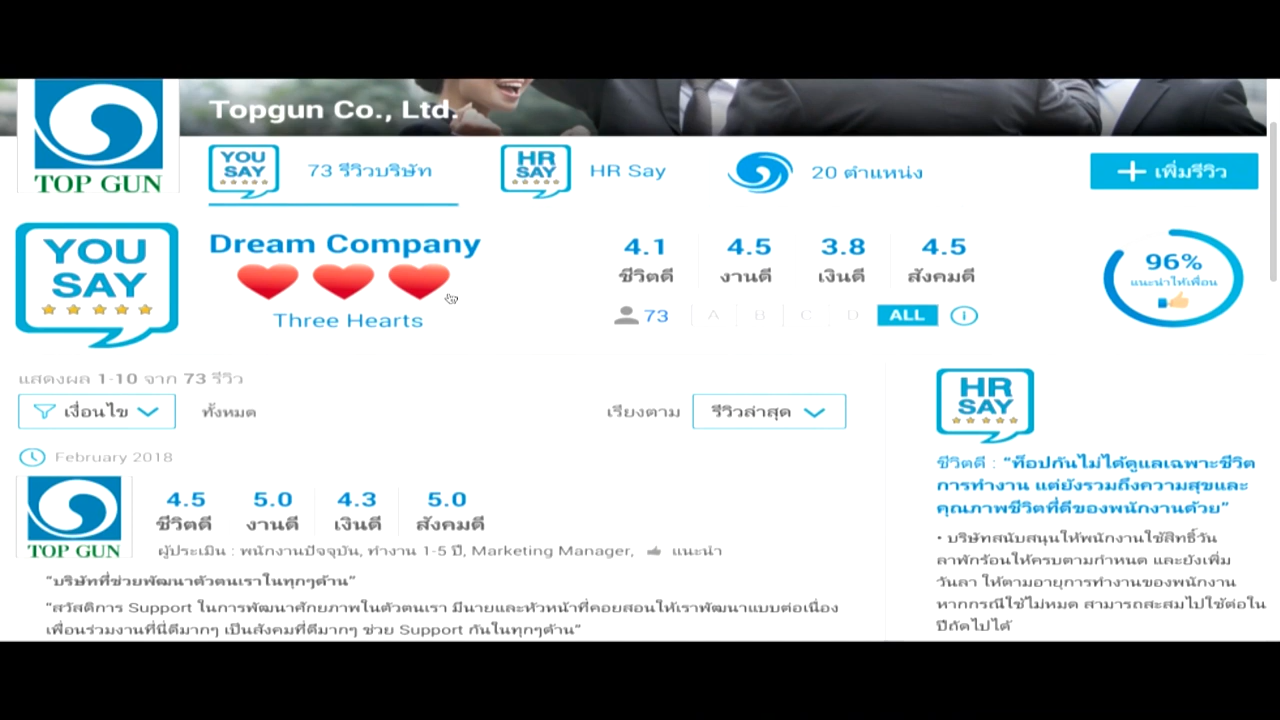 Topgun Co., Ltd.
TOP GUN
YOU SAY
73 รีวิวบริษัท
HR SAY
HR Say
20 ตำแหน่ง
เพิ่มรีวิว
YOU
SAY
Dream Company
Three Hearts
4.1 4.5 3.8 4.5
ชีวิตดี งานดี เงินดี สังคมดี
73 A B C D ALL i
96%
แนะนำให้เพื่อน
แสดงผล 1-10 จาก 73 รีวิว
เงื่อนไข ทั้งหมด เรียงตาม รีวิวล่าสุด
February 2018
TOP GUN
4.5 5.0 4.3 5.0
ชีวิตดี งานดี เงินดี สังคมดี
ผู้ประเมิน : พนักงานปัจจุบัน, ทำงาน 1-5 ปี, Marketing Manager, แนะนำ
“บริษัทที่ช่วยพัฒนาตัวตนเราในทุกๆด้าน”
“สวัสดิการ Support ในการพัฒนาศักยภาพในตัวตนเรา มีนายและหัวหน้าที่คอยสอนให้เราพัฒนาแบบต่อเนื่อง
เพื่อนร่วมงานที่นี่ดีมากๆ เป็นสังคมที่ดีมากๆ ช่วย Support กันในทุกๆด้าน”
HR
SAY
ชีวิตดี : “ท็อปกันไม่ได้ดูแลเฉพาะชีวิต
การทำงาน แต่ยังรวมถึงความสุขและ
คุณภาพชีวิตที่ดีของพนักงานด้วย”
• บริษัทสนับสนุนให้พนักงานใช้สิทธิ์วัน
ลาพักร้อนให้ครบตามกำหนด และยังเพิ่ม
วันลา ให้ตามอายุการทำงานของพนักงาน
หากกรณีใช้ไม่หมด สามารถสะสมไปใช้ต่อใน
ปีถัดไปได้